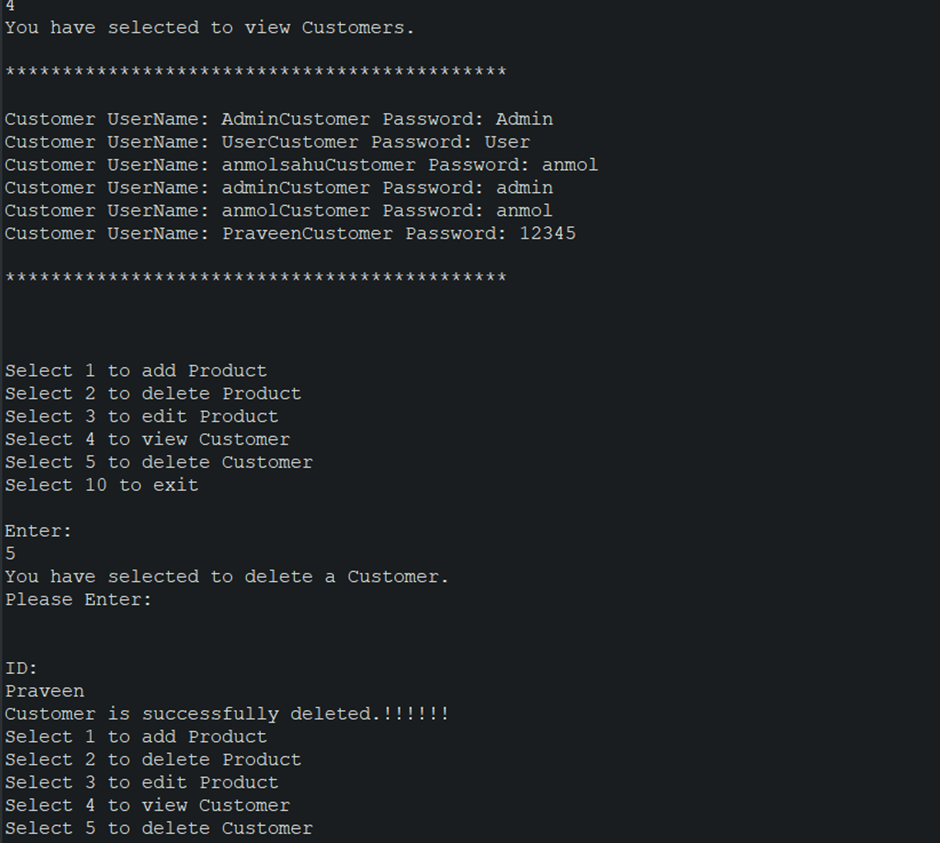 4
You have selected to view Customers.
********************************************
Customer UserName: AdminCustomer Password: Admin
Customer UserName: UserCustomer Password: User
Customer UserName: anmolsahuCustomer Password: anmol
Customer UserName: adminCustomer Password: admin
Customer UserName: anmolCustomer Password: anmol
Customer UserName: PraveenCustomer Password: 12345
********************************************
Select 1 to add Product
Select 2 to delete Product
Select 3 to edit Product
Select 4 to view Customer
Select 5 to delete Customer
Select 10 to exit
Enter:
5
You have selected to delete a Customer.
Please Enter:
ID:
Praveen
Customer is successfully deleted.!!!!!!
Select 1 to add Product
Select 2 to delete Product
Select 3 to edit Product
Select 4 to view Customer
Select 5 to delete Customer